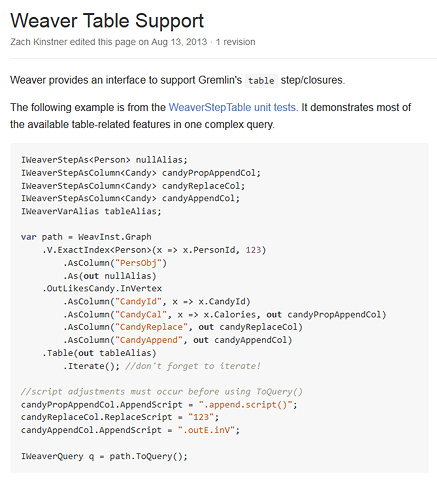 Weaver Table Support
Zach Kinstner edited this page on Aug 13, 2013 · 1 revision
Weaver provides an interface to support Gremlin's table step/closures.
The following example is from the WeaverStepTable unit tests. It demonstrates most of
the available table-related features in one complex query.
IWeaverStepAs<Person> nullAlias;
IWeaverStepAsColumn<Candy> candyPropAppendCol;
IWeaverStepAsColumn<Candy> candyReplaceCol;
IWeaverStepAsColumn<Candy> candyAppendCol;
IWeaverVarAlias tableAlias;
var path = WeavInst.Graph
.V.ExactIndex<Person>(x => x.PersonId, 123)
.AsColumn("PersObj")
.As(out nullAlias)
.OutLikesCandy.InVertex
.AsColumn("CandyId", x => x.CandyId)
.AsColumn("CandyCal", x => x.Calories, out candyPropAppendCol)
.AsColumn("CandyReplace", out candyReplaceCol)
.AsColumn("CandyAppend", out candyAppendCol)
.Table(out tableAlias)
.Iterate(); //don't forget to iterate!
//script adjustments must occur before using ToQuery()
candyPropAppendCol.AppendScript = ".append.script()";
candyReplaceCol.ReplaceScript = "123";
candyAppendCol.AppendScript = ".outE.inV";
IWeaverQuery q = path.ToQuery();